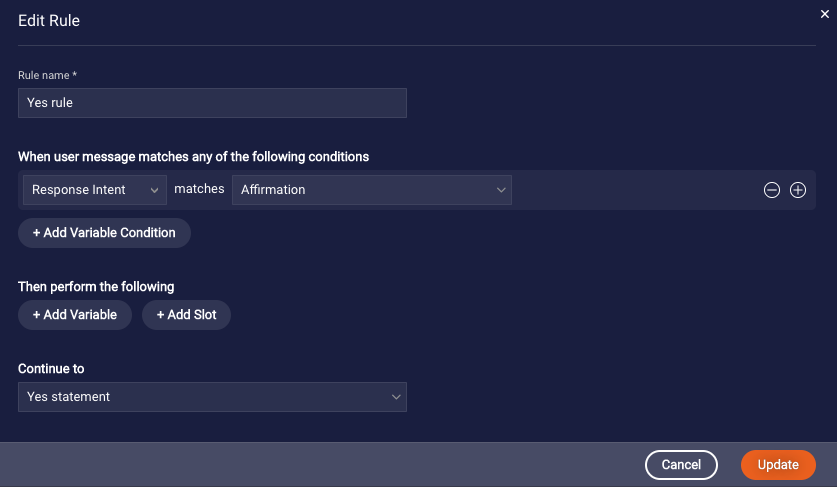 Edit Rule
Rule name *
Yes rule
When user message matches any of the following conditions
Response Intent matches Affirmation
+ Add Variable Condition
Then perform the following
+ Add Variable + Add Slot
Continue to
Yes statement
Cancel Update